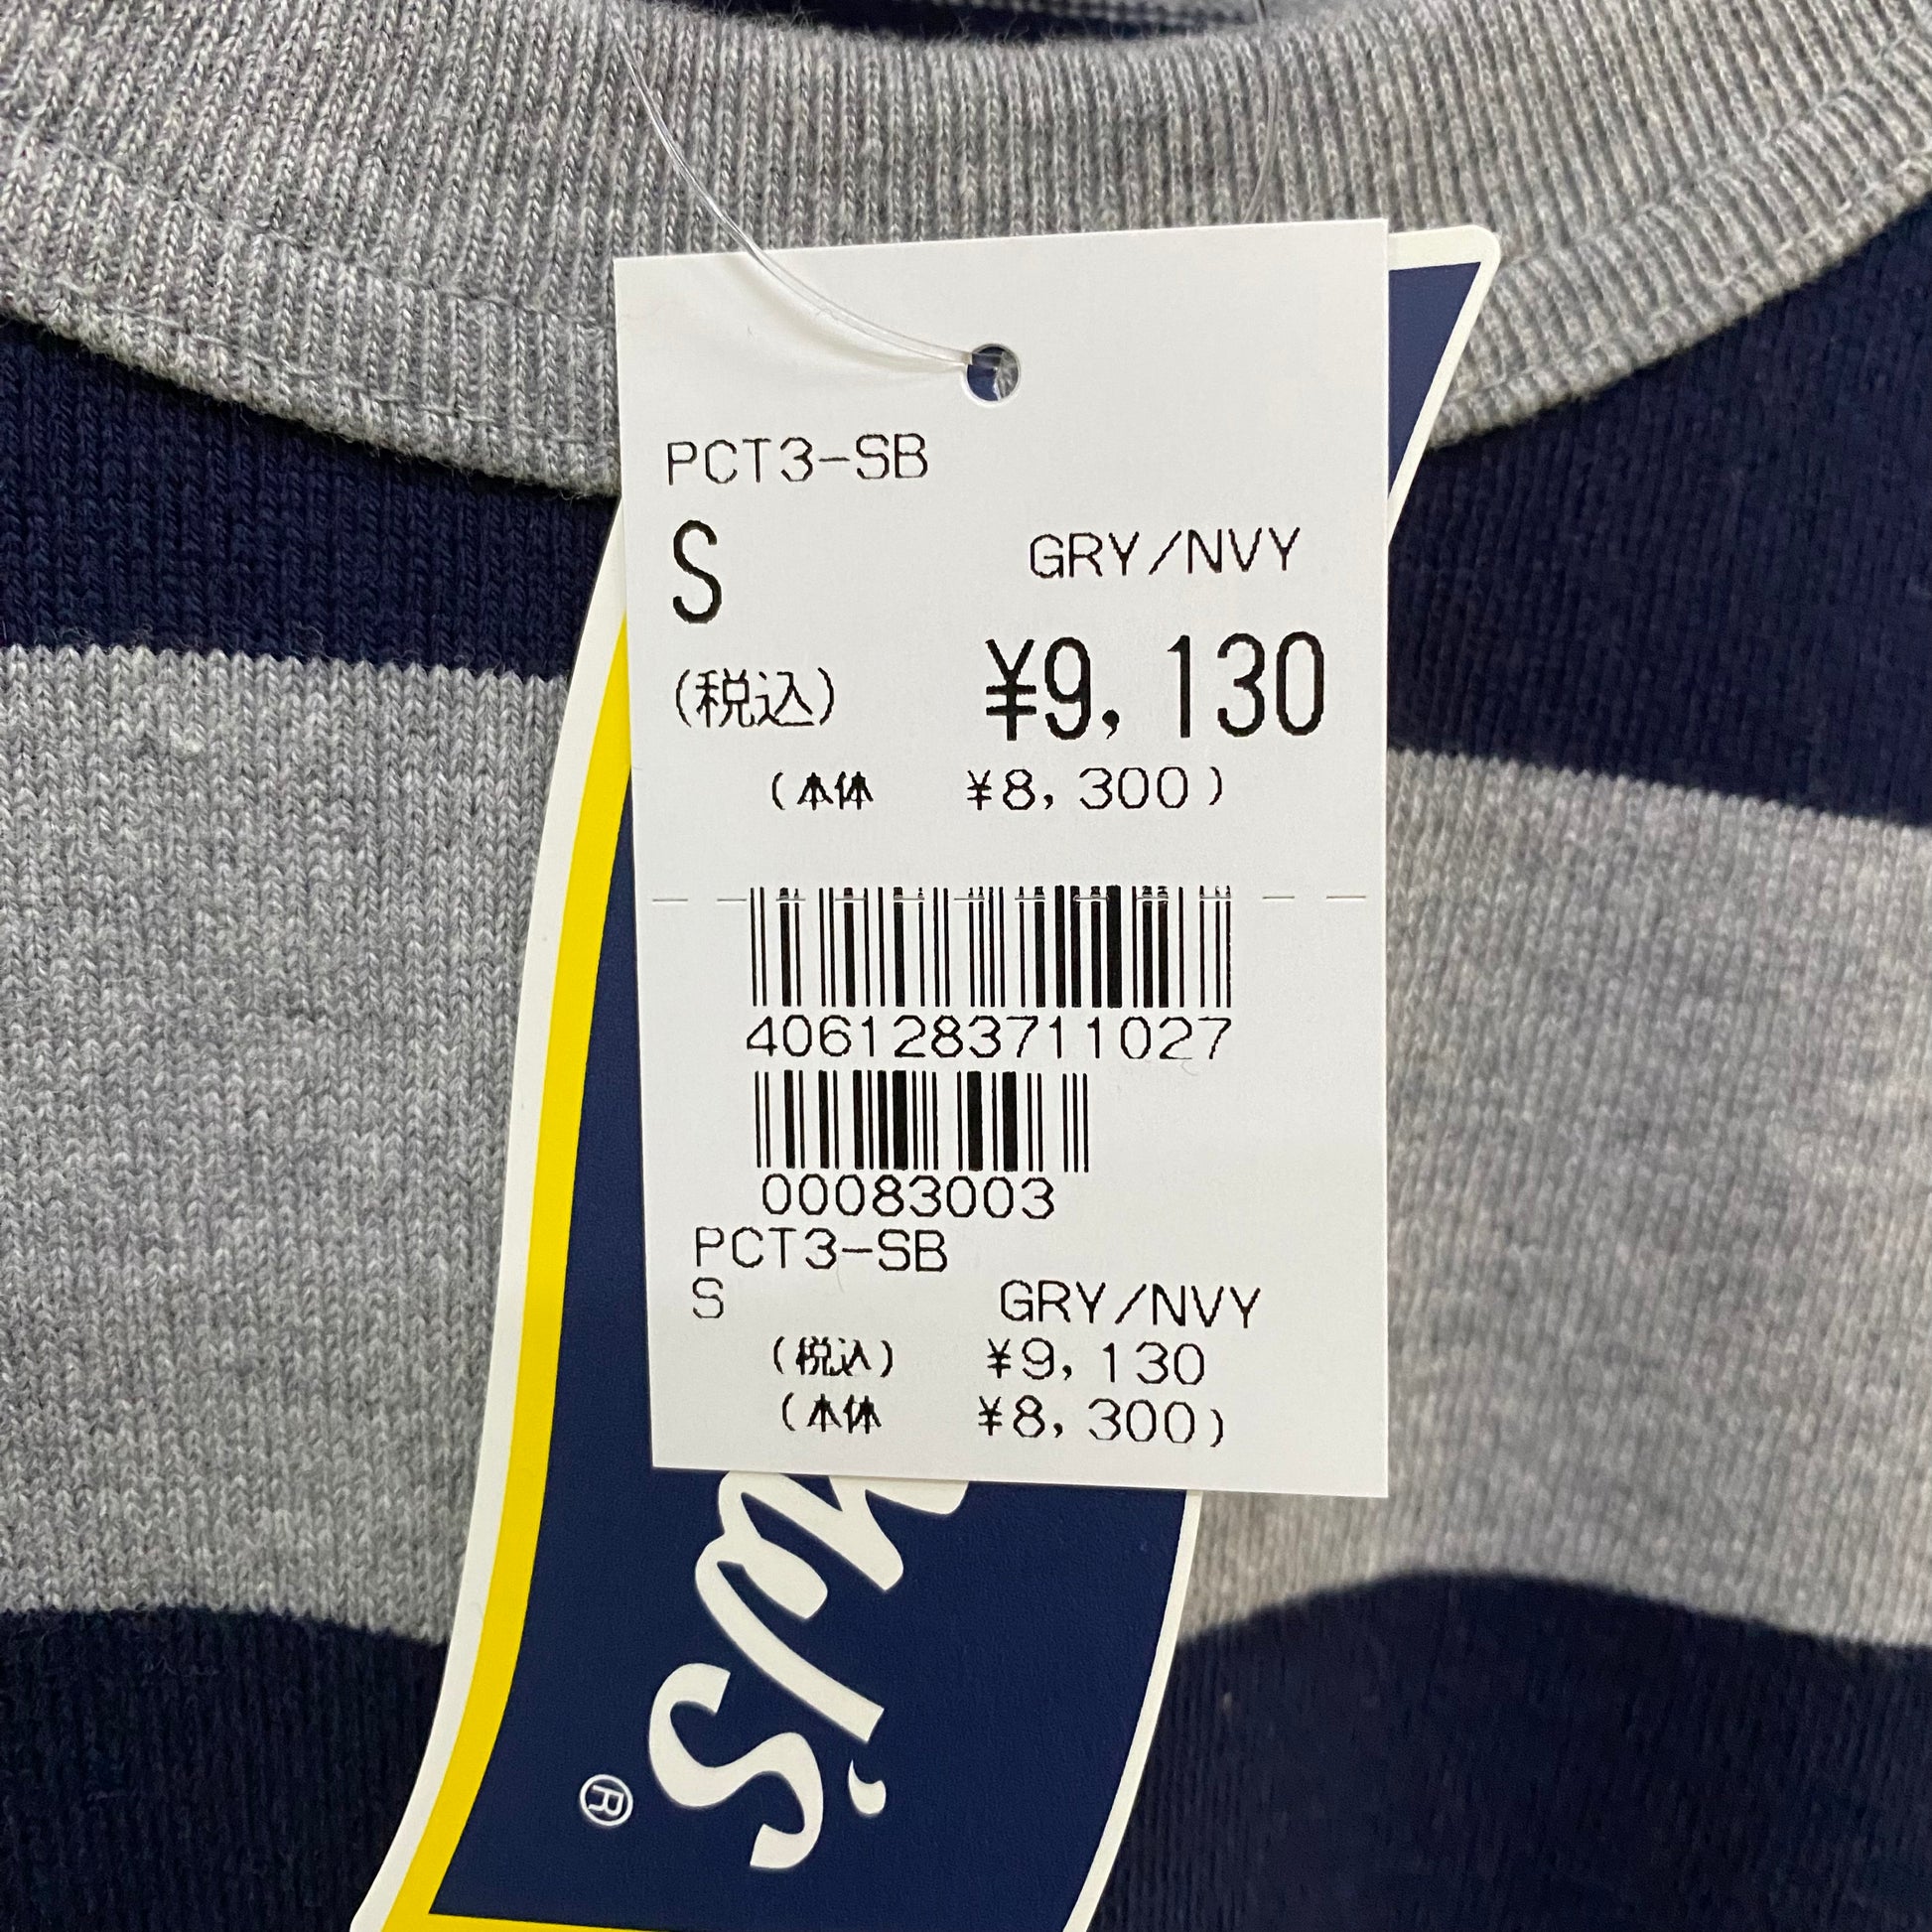 PCT3-SB
S GRY/NVY
(税込) ¥9,130
(本体 ¥8,300)
4061283711027
00083003
PCT3-SB
S GRY/NVY
(税込) ¥9,130
(本体 ¥8,300)
®